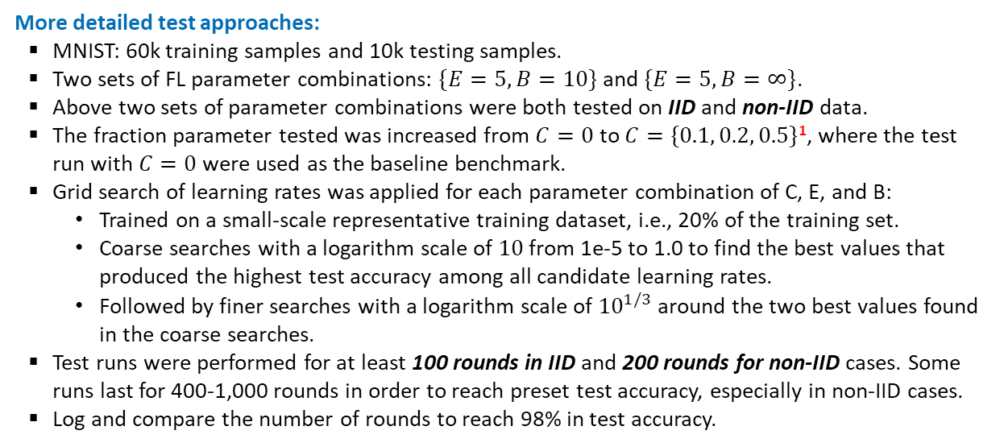 More detailed test approaches:
▪ MNIST: 60k training samples and 10k testing samples.
▪ Two sets of FL parameter combinations: {E = 5, B = 10} and {E = 5, B = ∞}.
▪ Above two sets of parameter combinations were both tested on IID and non-IID data.
▪ The fraction parameter tested was increased from C = 0 to C = {0.1, 0.2, 0.5}¹, where the test
run with C = 0 were used as the baseline benchmark.
▪ Grid search of learning rates was applied for each parameter combination of C, E, and B:
• Trained on a small-scale representative training dataset, i.e., 20% of the training set.
• Coarse searches with a logarithm scale of 10 from 1e-5 to 1.0 to find the best values that
produced the highest test accuracy among all candidate learning rates.
• Followed by finer searches with a logarithm scale of 10^1/3 around the two best values found
in the coarse searches.
▪ Test runs were performed for at least 100 rounds in IID and 200 rounds for non-IID cases. Some
runs last for 400-1,000 rounds in order to reach preset test accuracy, especially in non-IID cases.
▪ Log and compare the number of rounds to reach 98% in test accuracy.